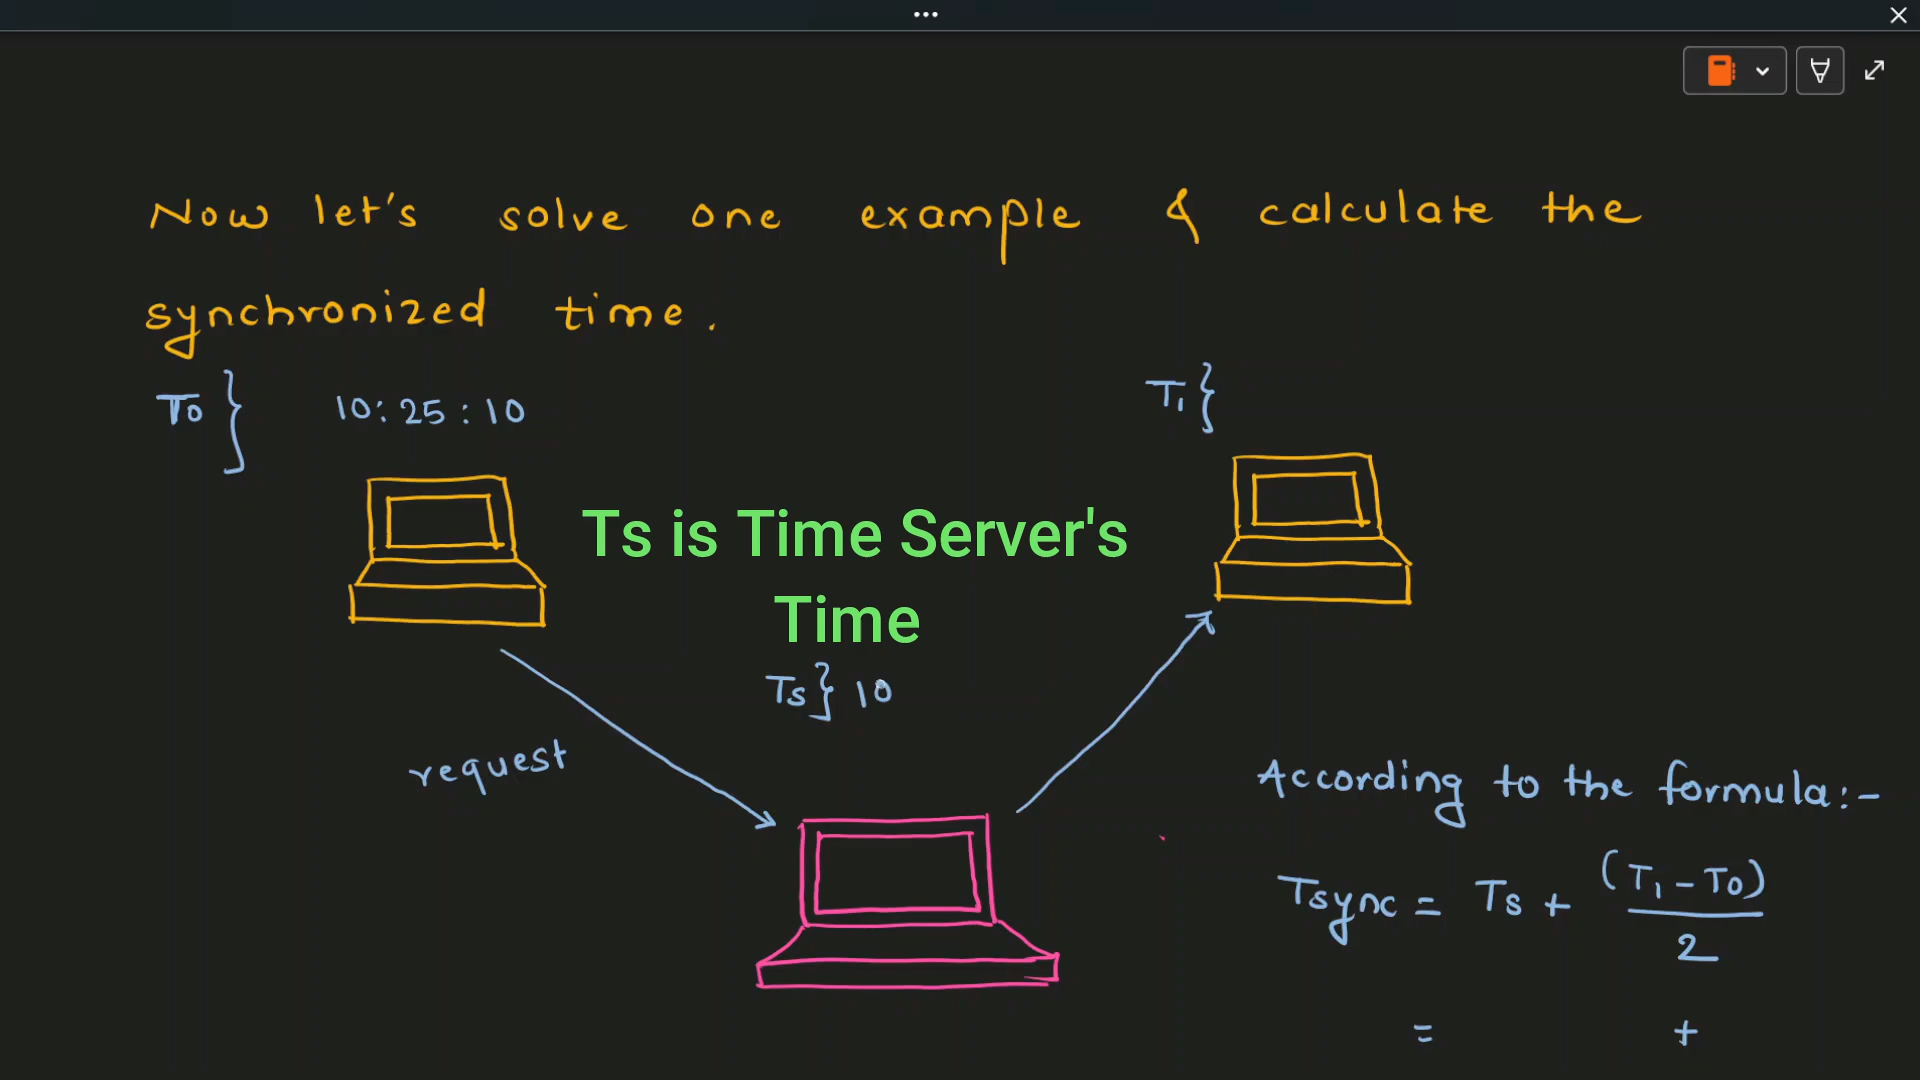 Now let's solve one example & calculate the
synchronized time.
T0 } 10:25:10
T1 }
Ts is Time Server's
Time
Ts } 10
request
According to the formula:-
Tsync = Ts + (T1 - T0)
2
= +